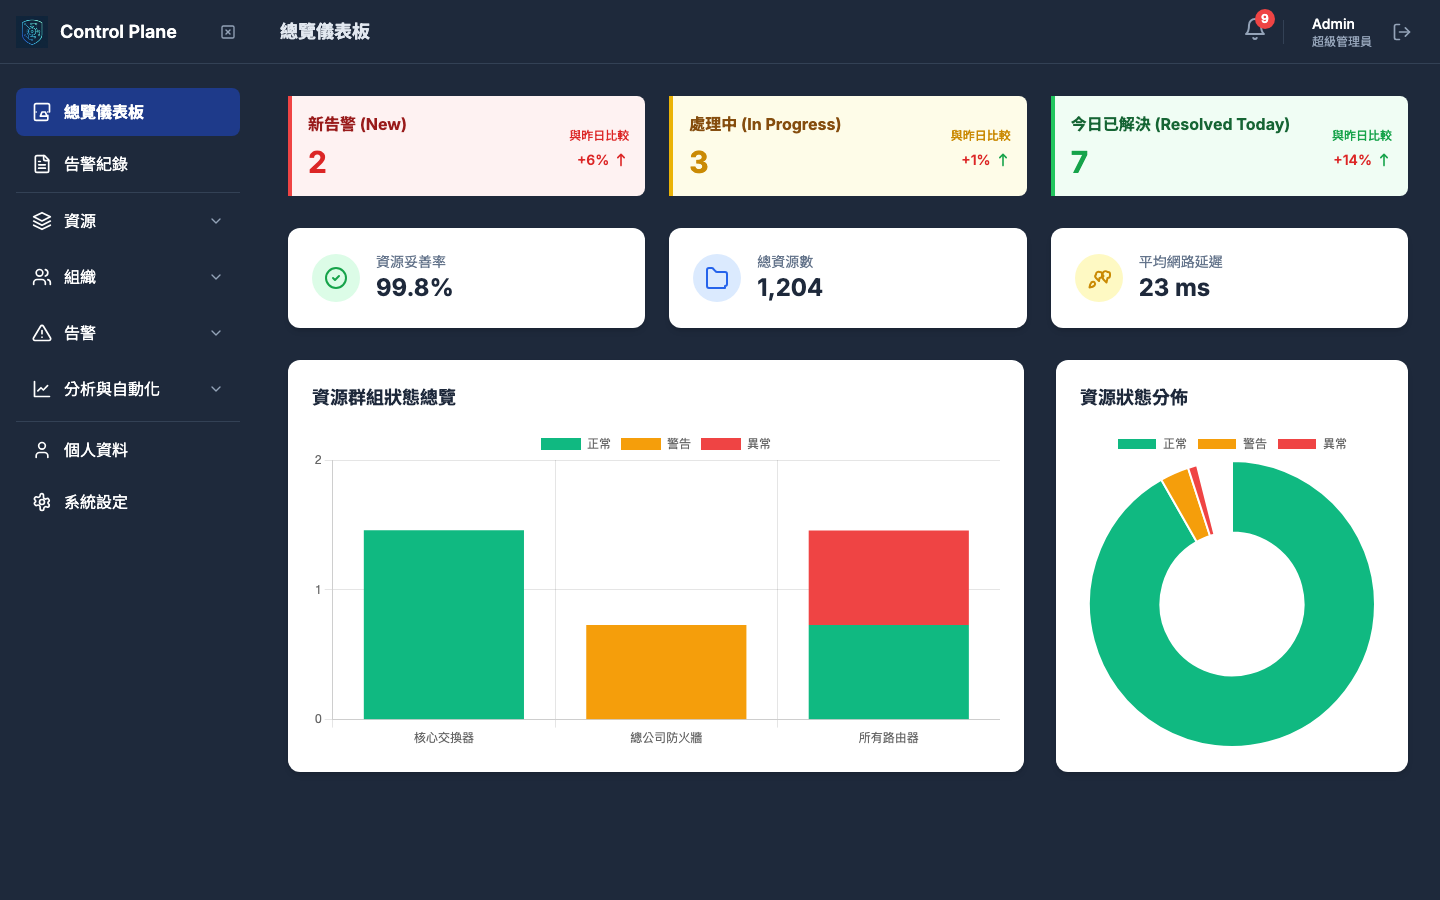 Control Plane
總覽儀表板
9
Admin
超級管理員
總覽儀表板
告警紀錄
資源
組織
告警
分析與自動化
個人資料
系統設定
新告警 (New)
2
與昨日比較
+6% ↑
處理中 (In Progress)
3
與昨日比較
+1% ↑
今日已解決 (Resolved Today)
7
與昨日比較
+14% ↑
資源妥善率
99.8%
總資源數
1,204
平均網路延遲
23 ms
資源群組狀態總覽
正常 警告 異常
2
1
0
核心交換器 總公司防火牆 所有路由器
資源狀態分佈
正常 警告 異常